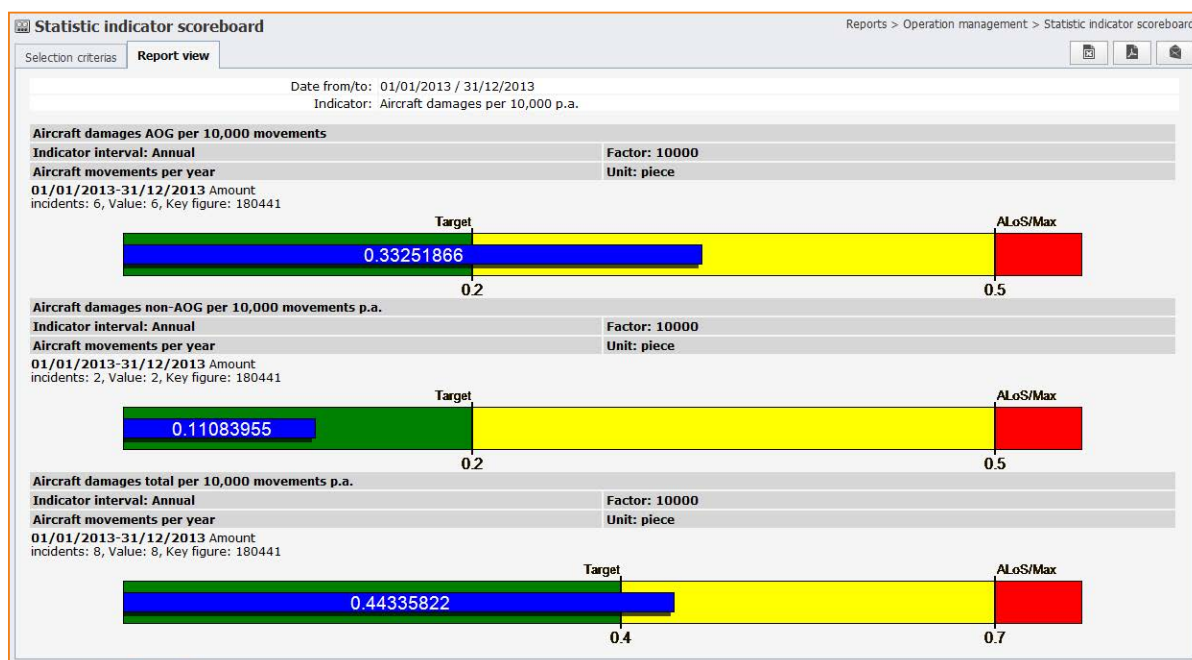 Statistic indicator scoreboard
Reports > Operation management > Statistic indicator scoreboard
Selection criterias Report view
Date from/to: 01/01/2013 / 31/12/2013
Indicator: Aircraft damages per 10,000 p.a.
Aircraft damages AOG per 10,000 movements
Indicator interval: Annual Factor: 10000
Aircraft movements per year Unit: piece
01/01/2013-31/12/2013 Amount
incidents: 6, Value: 6, Key figure: 180441
Target ALoS/Max
0.33251866
0.2 0.5
Aircraft damages non-AOG per 10,000 movements p.a.
Indicator interval: Annual Factor: 10000
Aircraft movements per year Unit: piece
01/01/2013-31/12/2013 Amount
incidents: 2, Value: 2, Key figure: 180441
Target ALoS/Max
0.11083955
0.2 0.5
Aircraft damages total per 10,000 movements p.a.
Indicator interval: Annual Factor: 10000
Aircraft movements per year Unit: piece
01/01/2013-31/12/2013 Amount
incidents: 8, Value: 8, Key figure: 180441
Target ALoS/Max
0.44335822
0.4 0.7